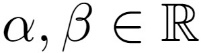 α, β ∈ ℝ